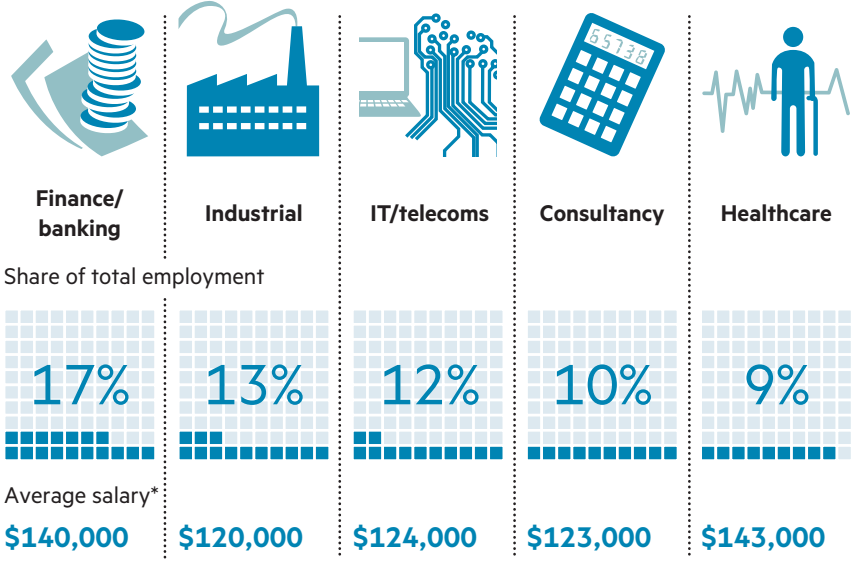 65738
Finance/
banking
Industrial
IT/telecoms
Consultancy
Healthcare
Share of total employment
17%
13%
12%
10%
9%
Average salary*
$140,000
$120,000
$124,000
$123,000
$143,000